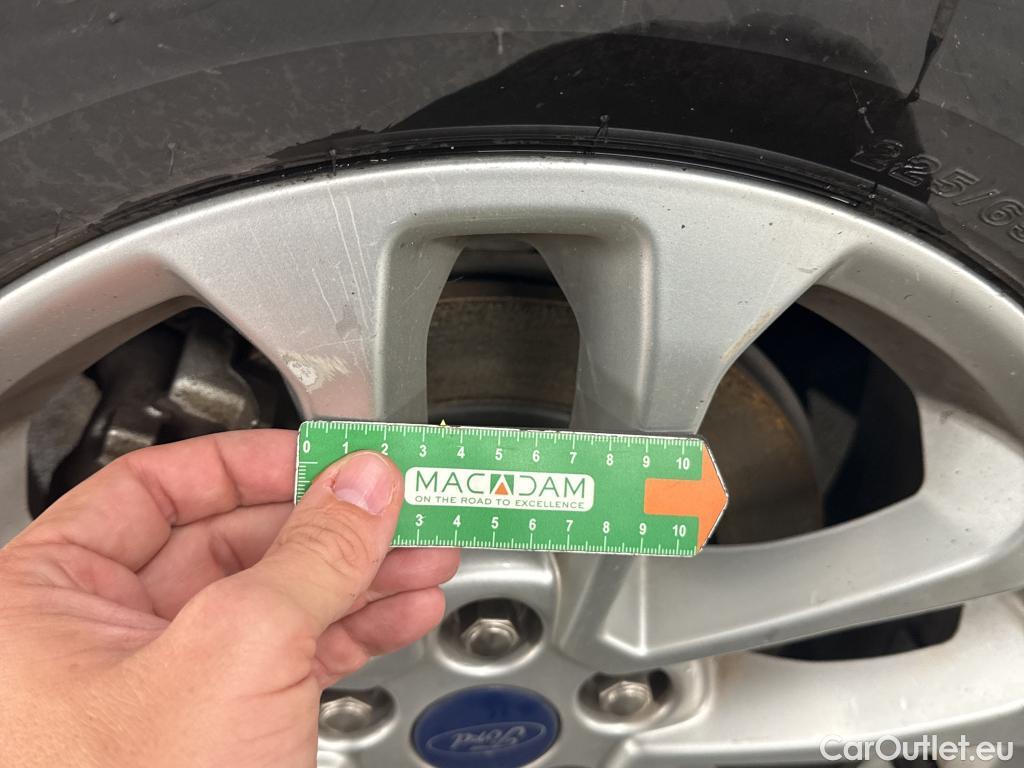 225/65
0 1 2 3 4 5 6 7 8 9 10
MACADAM
ON THE ROAD TO EXCELLENCE
3 4 5 6 7 8 9 10
Ford
CarOutlet.eu